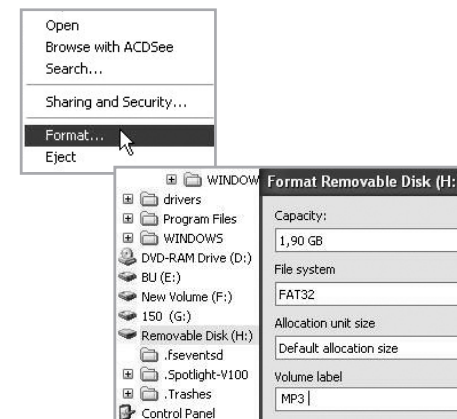 Open
Browse with ACDSee
Search...
Sharing and Security...
Format...
Eject
WINDOW
drivers
Program Files
WINDOWS
DVD-RAM Drive (D:)
BU (E:)
New Volume (F:)
150 (G:)
Removable Disk (H:)
.fseventsd
.Spotlight-V100
.Trashes
Control Panel
Format Removable Disk (H:
Capacity:
1,90 GB
File system
FAT32
Allocation unit size
Default allocation size
Volume label
MP3